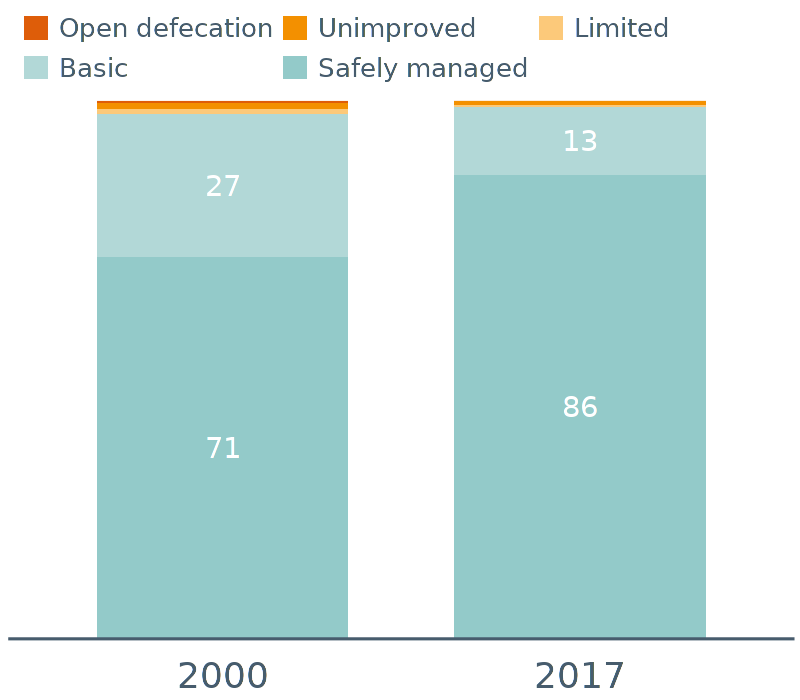 Open defecation Unimproved Limited
Basic Safely managed
27 13
71 86
2000 2017